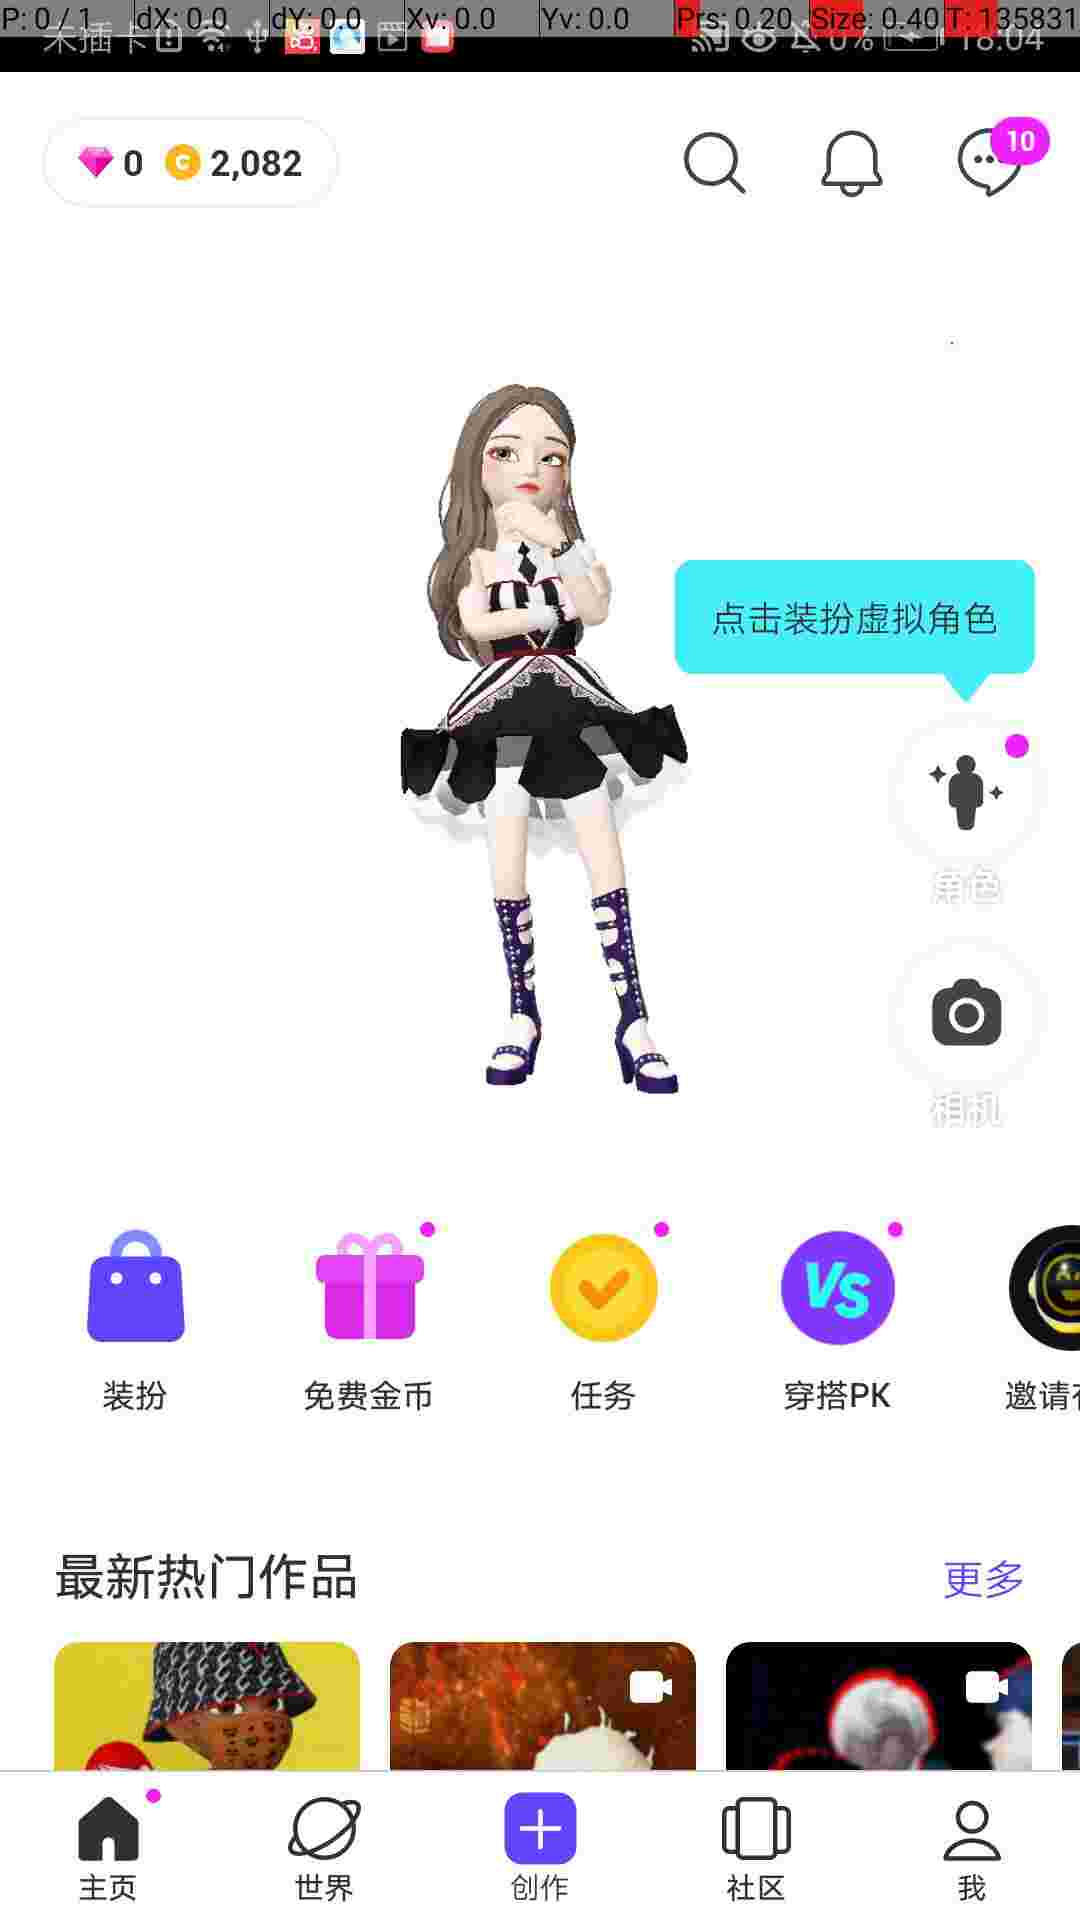 P: 0 / 1 dX: 0.0 dY: 0.0 Xv: 0.0 Yv: 0.0 Prs: 0.20 Size: 0.40 T: 135831
未插卡 0% 18:04
0 2,082 10
点击装扮虚拟角色
角色
相机
装扮 免费金币 任务 穿搭PK 邀请
最新热门作品 更多
主页 世界 创作 社区 我